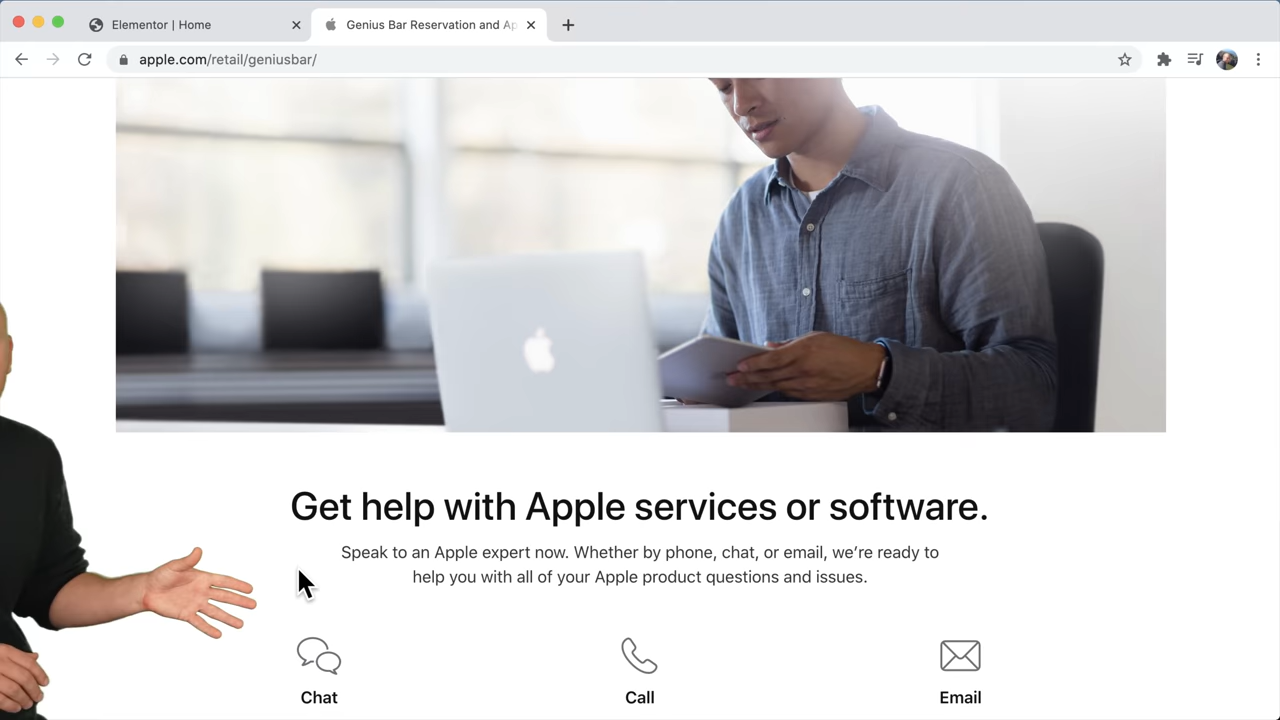 Elementor | Home
Genius Bar Reservation and Ap
apple.com/retail/geniusbar/
Get help with Apple services or software.
Speak to an Apple expert now. Whether by phone, chat, or email, we're ready to
help you with all of your Apple product questions and issues.
Chat
Call
Email